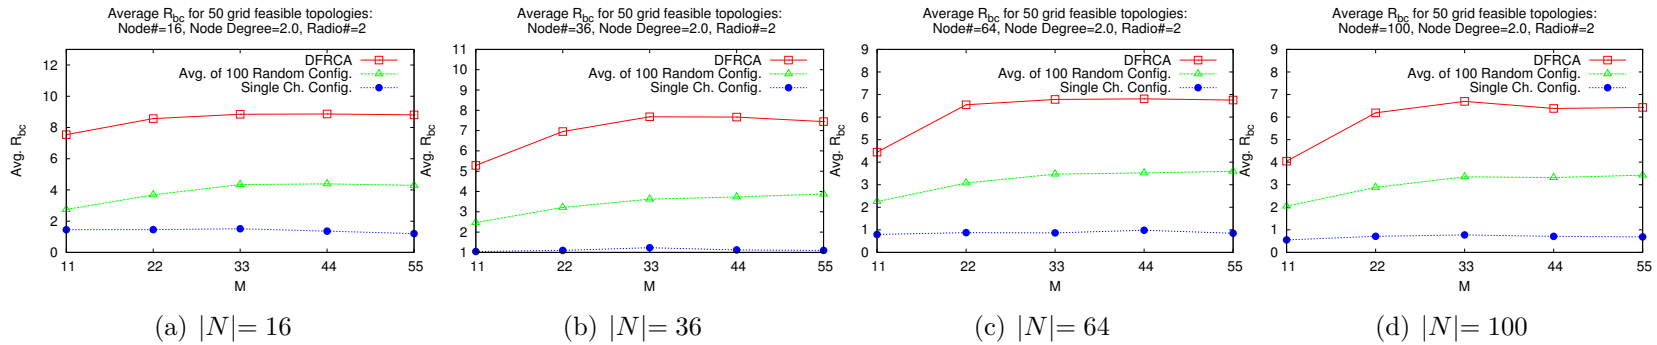 Average Rbc for 50 grid feasible topologies:
Node#=16, Node Degree=2.0, Radio#=2
DFRCA
Avg. of 100 Random Config.
Single Ch. Config.
Avg. Rbc
12
10
8
6
4
2
0
11 22 33 44 55
M
(a) |N|= 16
Average Rbc for 50 grid feasible topologies:
Node#=36, Node Degree=2.0, Radio#=2
DFRCA
Avg. of 100 Random Config.
Single Ch. Config.
Avg. Rbc
11
10
9
8
7
6
5
4
3
2
1
11 22 33 44 55
M
(b) |N|= 36
Average Rbc for 50 grid feasible topologies:
Node#=64, Node Degree=2.0, Radio#=2
DFRCA
Avg. of 100 Random Config.
Single Ch. Config.
Avg. Rbc
9
8
7
6
5
4
3
2
1
0
11 22 33 44 55
M
(c) |N|= 64
Average Rbc for 50 grid feasible topologies:
Node#=100, Node Degree=2.0, Radio#=2
DFRCA
Avg. of 100 Random Config.
Single Ch. Config.
Avg. Rbc
9
8
7
6
5
4
3
2
1
0
11 22 33 44 55
M
(d) |N|= 100